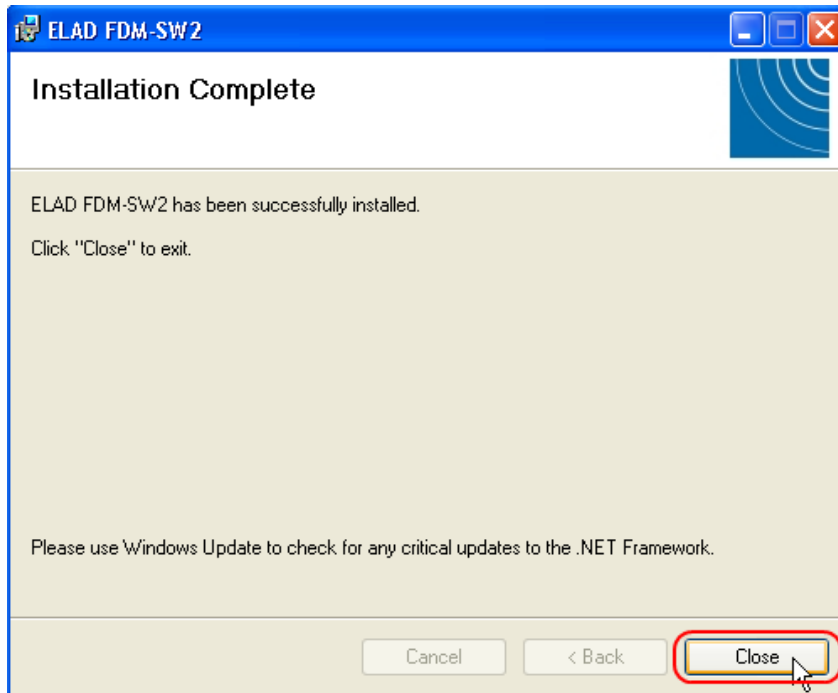 ELAD FDM-SW2
Installation Complete
ELAD FDM-SW2 has been successfully installed.
Click "Close" to exit.
Please use Windows Update to check for any critical updates to the .NET Framework.
Cancel
< Back
Close